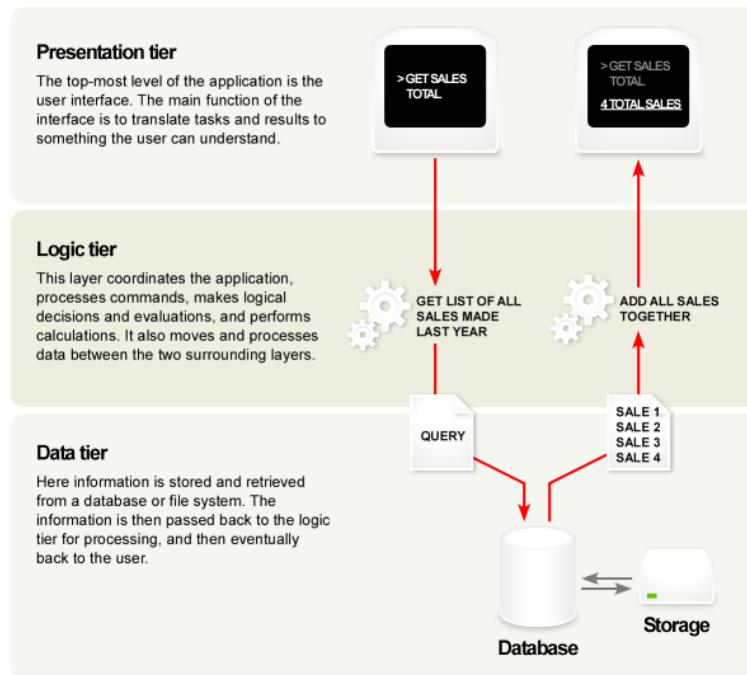 Presentation tier
The top-most level of the application is the
user interface. The main function of the
interface is to translate tasks and results to
something the user can understand.
> GET SALES
TOTAL
> GET SALES
TOTAL
4 TOTAL SALES
Logic tier
This layer coordinates the application,
processes commands, makes logical
decisions and evaluations, and performs
calculations. It also moves and processes
data between the two surrounding layers.
GET LIST OF ALL
SALES MADE
LAST YEAR
ADD ALL SALES
TOGETHER
QUERY
SALE 1
SALE 2
SALE 3
SALE 4
Data tier
Here information is stored and retrieved
from a database or file system. The
information is then passed back to the logic
tier for processing, and then eventually
back to the user.
Database
Storage